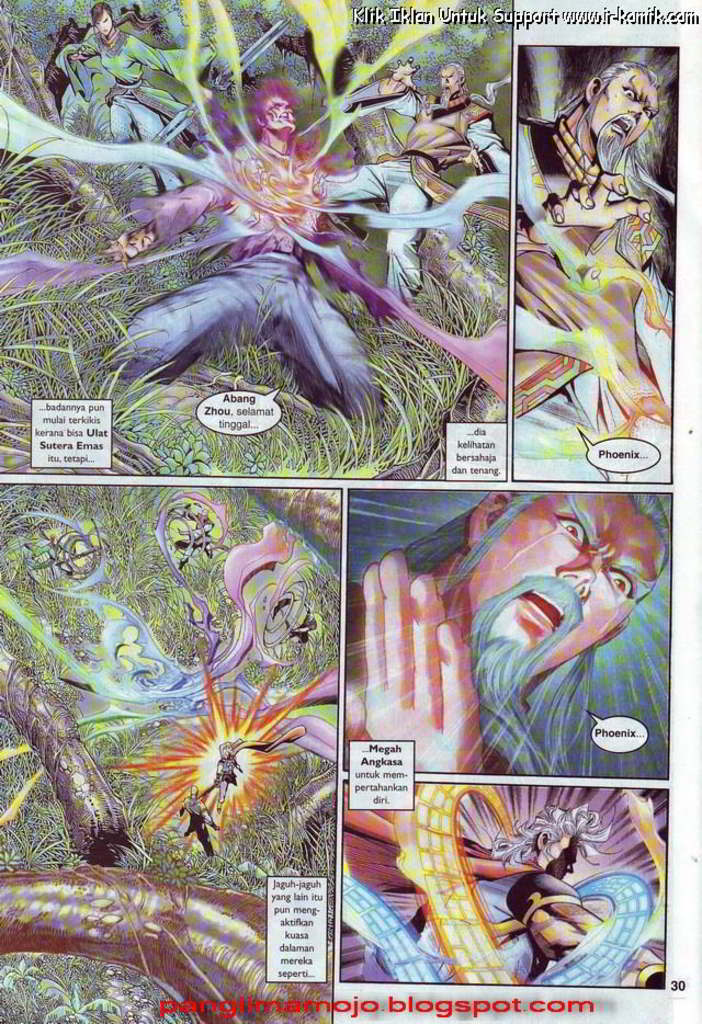 Klik Iklan Untuk Support www.i-komik.com
...badannya pun
mulai terkikis
kerana bisa Ulat
Sutera Emas
itu, tetapi...
Abang
Zhou, selamat
tinggal...
...dia
kelihatan
bersahaja
dan tenang.
Phoenix...
Jaguh-jaguh
yang lain itu
pun meng-
aktifkan
kuasa
dalaman
mereka
seperti...
Phoenix...
...Megah
Angkasa
untuk mem-
pertahankan
diri.
30
panglimamojo.blogspot.com